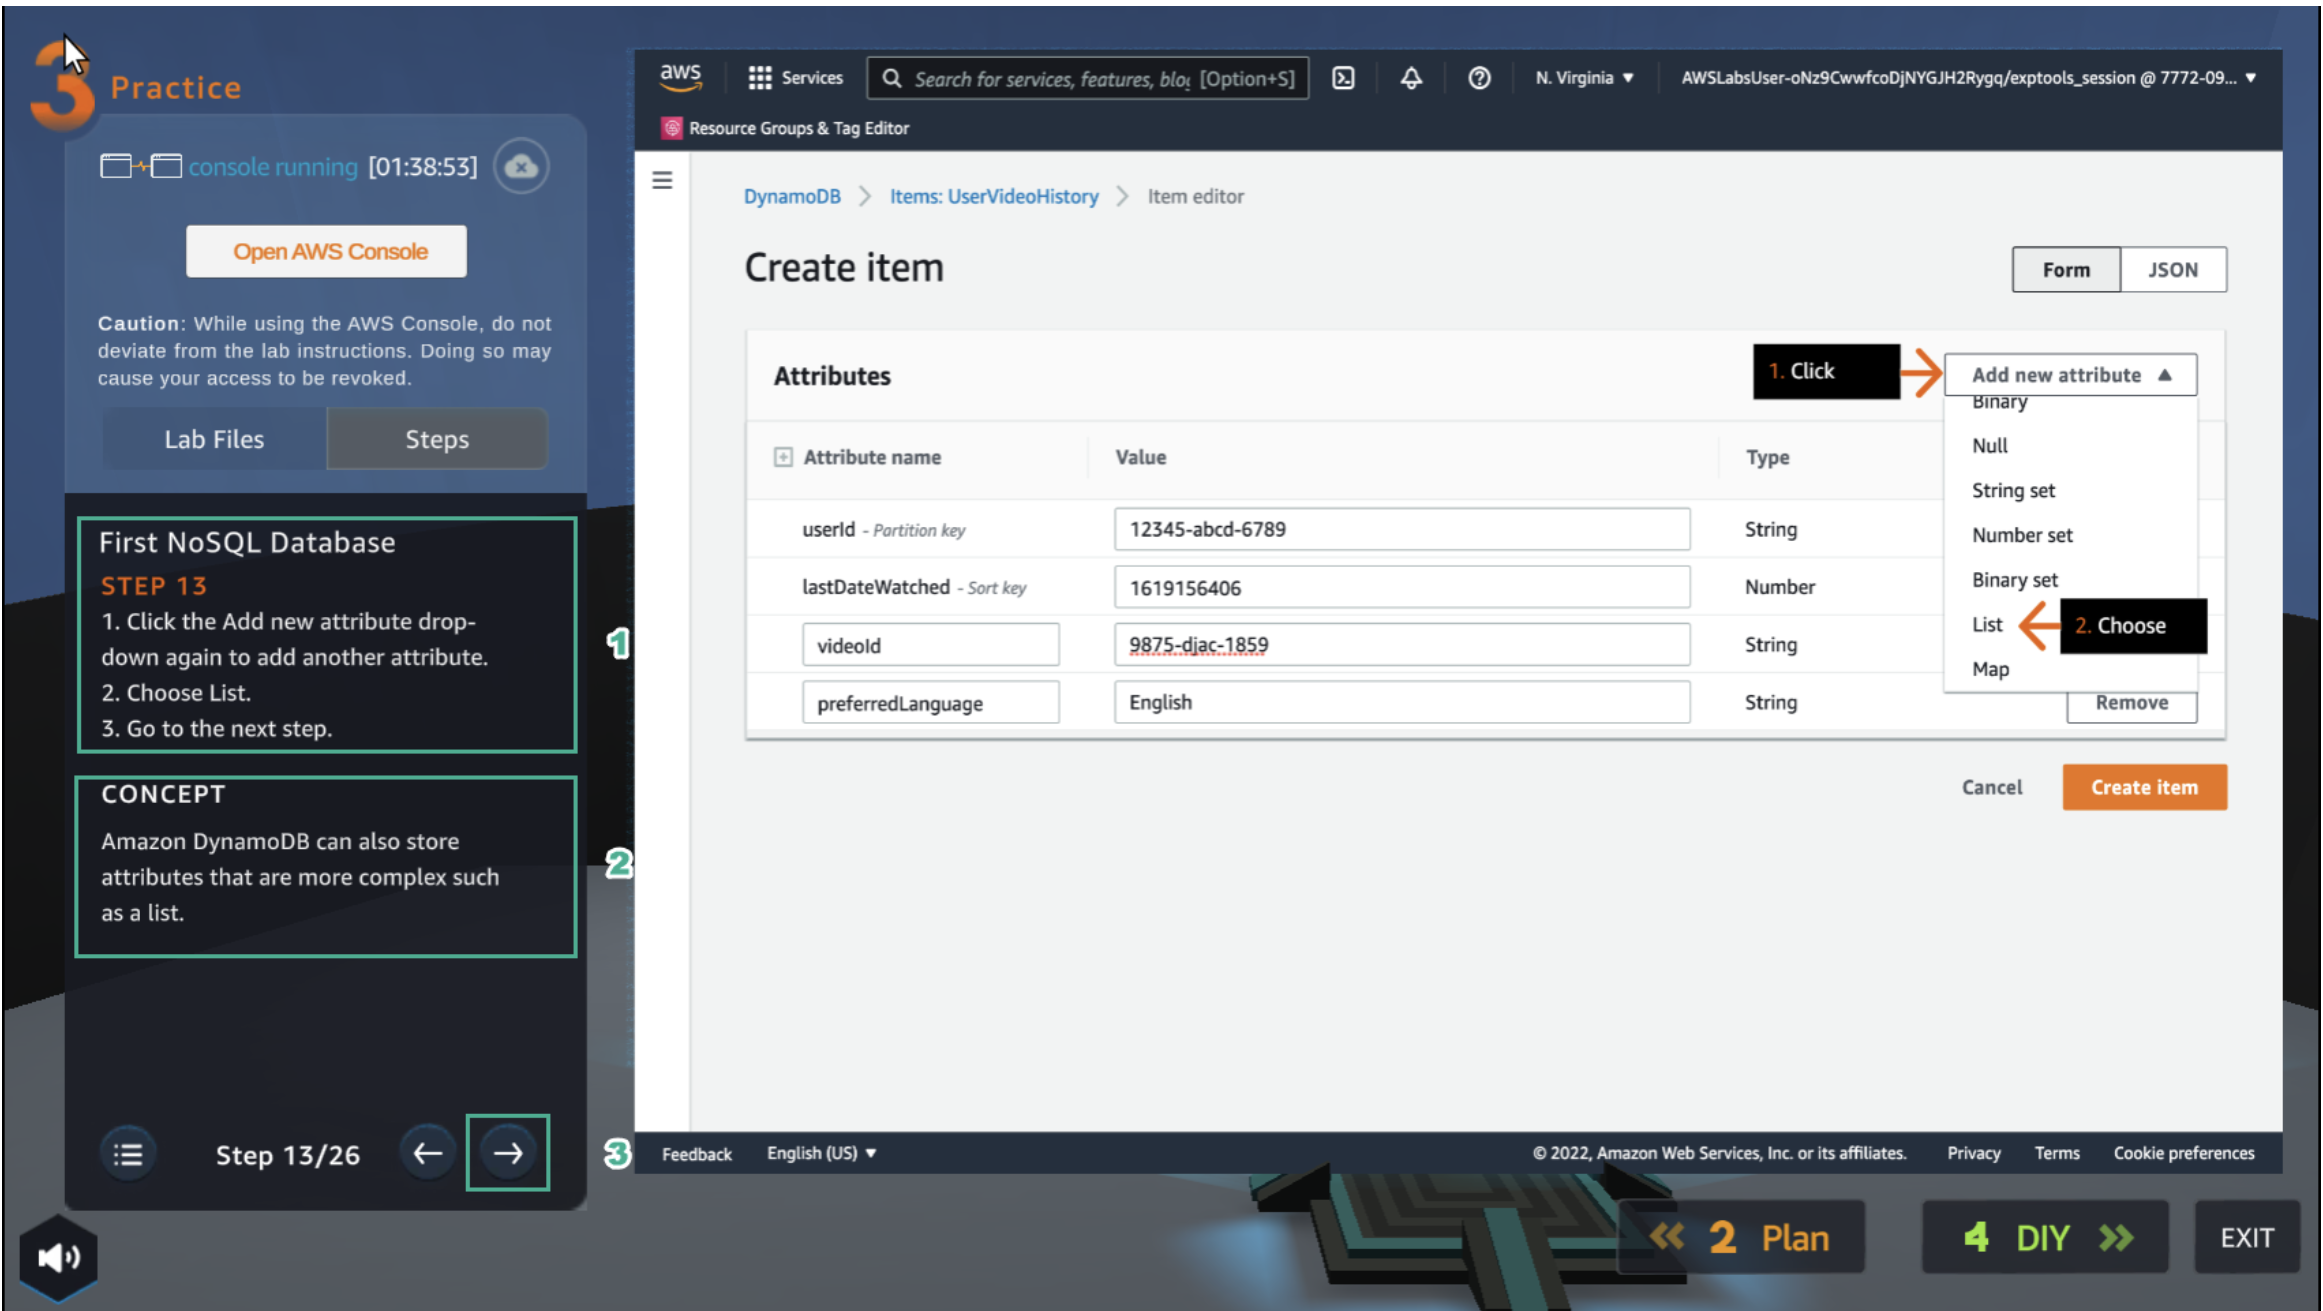 3 Practice
console running [01:38:53]
Open AWS Console
Caution: While using the AWS Console, do not
deviate from the lab instructions. Doing so may
cause your access to be revoked.
Lab Files Steps
First NoSQL Database
STEP 13
1. Click the Add new attribute drop-
down again to add another attribute.
2. Choose List.
3. Go to the next step.
1
CONCEPT
Amazon DynamoDB can also store
attributes that are more complex such
as a list.
2
Step 13/26
3
aws Services Search for services, features, blog [Option+S] N. Virginia AWSLabsUser-oNz9CwwfcoDjNYGJH2Rygq/exptools_session @ 7772-09...
Resource Groups & Tag Editor
DynamoDB Items: UserVideoHistory Item editor
Create item
Form JSON
Attributes
1. Click
Add new attribute
Binary
Null
String set
Number set
Binary set
List
2. Choose
Map
Attribute name Value Type
userId - Partition key 12345-abcd-6789 String
lastDateWatched - Sort key 1619156406 Number
videoId 9875-djac-1859 String
preferredLanguage English String Remove
Cancel Create item
Feedback English (US) © 2022, Amazon Web Services, Inc. or its affiliates. Privacy Terms Cookie preferences
2 Plan 4 DIY EXIT